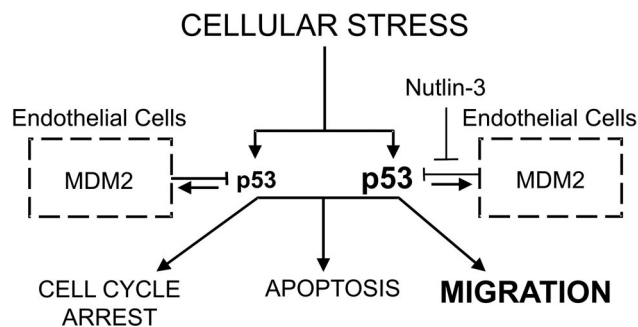 CELLULAR STRESS
Nutlin-3
Endothelial Cells
Endothelial Cells
MDM2
p53
p53
MDM2
CELL CYCLE
ARREST
APOPTOSIS
MIGRATION